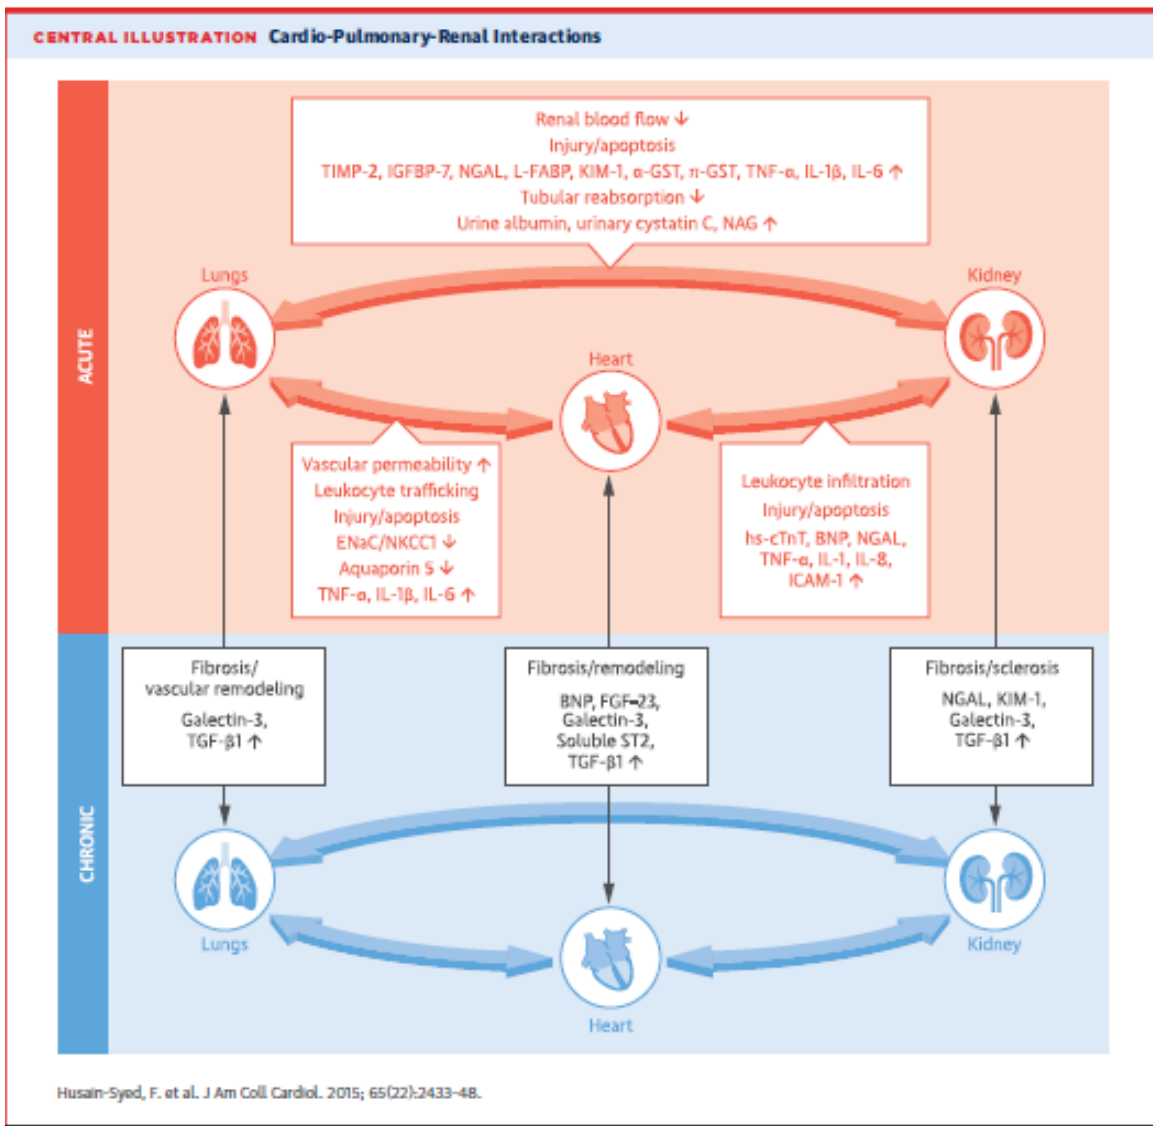 CENTRAL ILLUSTRATION Cardio-Pulmonary-Renal Interactions
ACUTE
Renal blood flow ↓
Injury/apoptosis
TIMP-2, IGFBP-7, NGAL, L-FABP, KIM-1, α-GST, π-GST, TNF-α, IL-1β, IL-6 ↑
Tubular reabsorption ↓
Urine albumin, urinary cystatin C, NAG ↑
Lungs
Kidney
Heart
Vascular permeability ↑
Leukocyte trafficking
Injury/apoptosis
ENaC/NKCC1 ↓
Aquaporin 5 ↓
TNF-α, IL-1β, IL-6 ↑
Leukocyte infiltration
Injury/apoptosis
hs-cTnT, BNP, NGAL,
TNF-α, IL-1, IL-8,
ICAM-1 ↑
CHRONIC
Fibrosis/
vascular remodeling
Galectin-3,
TGF-β1 ↑
Fibrosis/remodeling
BNP, FGF-23,
Galectin-3,
Soluble ST2,
TGF-β1 ↑
Fibrosis/sclerosis
NGAL, KIM-1,
Galectin-3,
TGF-β1 ↑
Lungs
Kidney
Heart
Husain-Syed, F. et al. J Am Coll Cardiol. 2015; 65(22):2433-48.